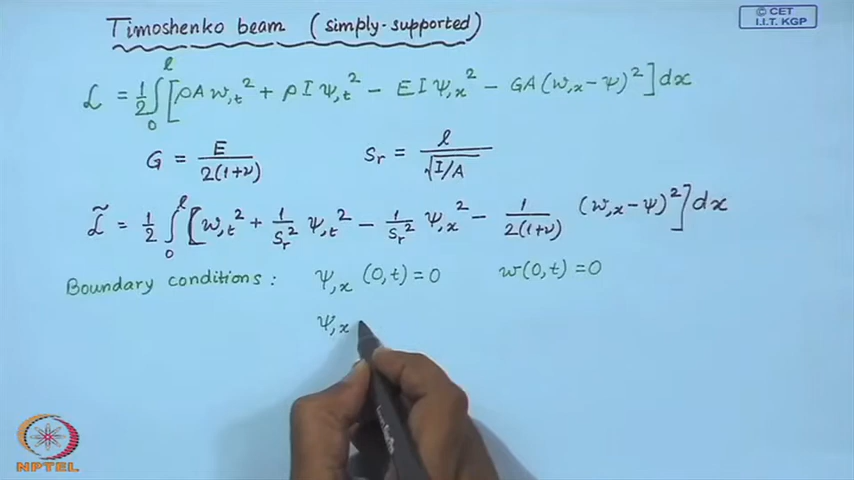 Timoshenko beam (simply-supported)
© CET
I.I.T. KGP
ℒ = 1/2 ∫₀ˡ [ρA w,t² + ρI ψ,t² − EI ψ,x² − GA (w,x − ψ)²] dx
G = E / 2(1+ν)    Sr = l / √(I/A)
ℒ̃ = 1/2 ∫₀ˡ [w,t² + 1/Sr² ψ,t² − 1/Sr² ψ,x² − 1/2(1+ν) (w,x − ψ)²] dx
Boundary conditions : ψ,x (0,t) = 0    w(0,t) = 0
ψ,x
NPTEL